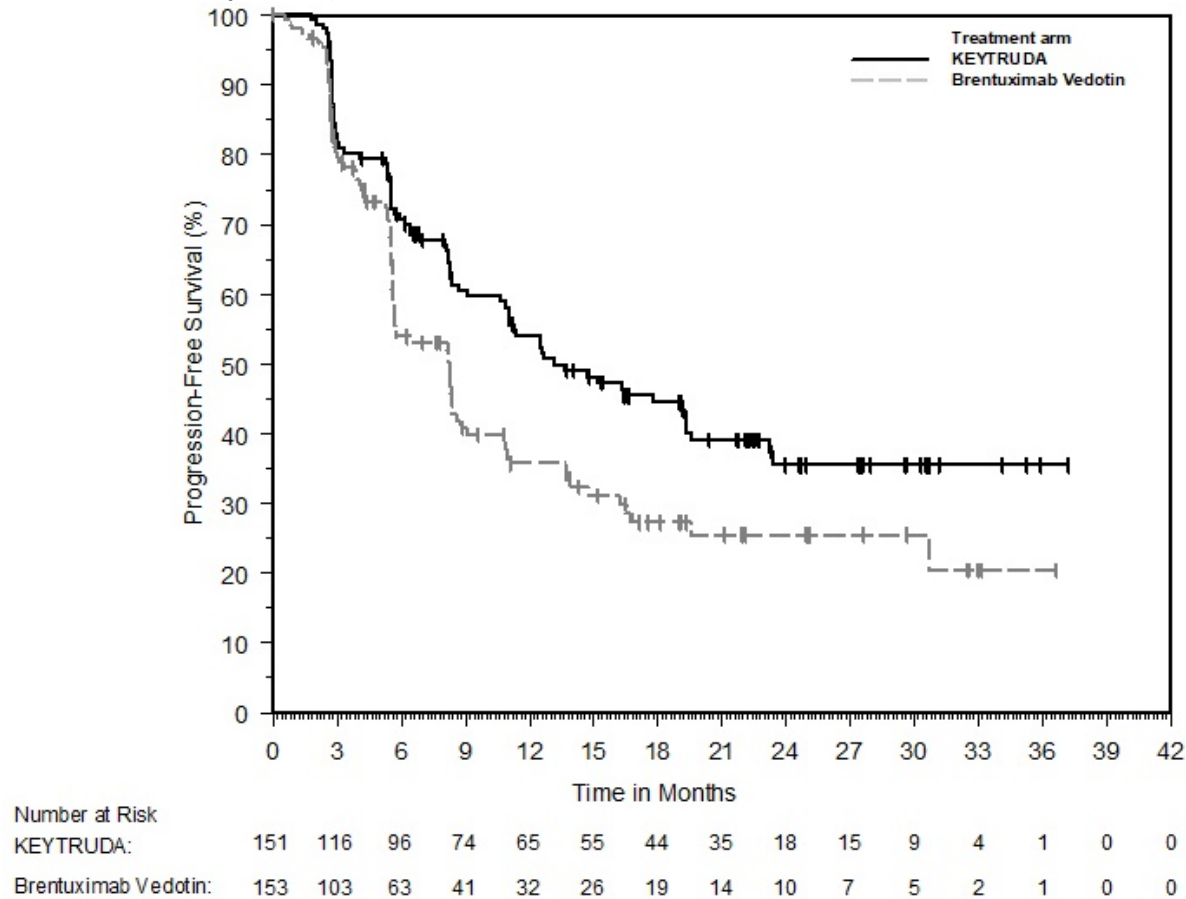 Treatment arm
KEYTRUDA
Brentuximab Vedotin
Progression-Free Survival (%)
100
90
80
70
60
50
40
30
20
10
0
0 3 6 9 12 15 18 21 24 27 30 33 36 39 42
Time in Months
Number at Risk
KEYTRUDA: 151 116 96 74 65 55 44 35 18 15 9 4 1 0 0
Brentuximab Vedotin: 153 103 63 41 32 26 19 14 10 7 5 2 1 0 0